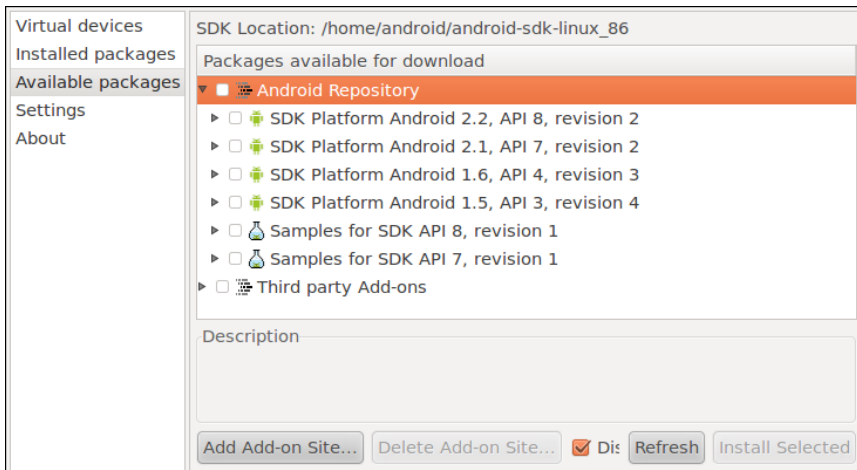 Virtual devices
Installed packages
Available packages
Settings
About
SDK Location: /home/android/android-sdk-linux_86
Packages available for download
Android Repository
SDK Platform Android 2.2, API 8, revision 2
SDK Platform Android 2.1, API 7, revision 2
SDK Platform Android 1.6, API 4, revision 3
SDK Platform Android 1.5, API 3, revision 4
Samples for SDK API 8, revision 1
Samples for SDK API 7, revision 1
Third party Add-ons
Description
Add Add-on Site... Delete Add-on Site... Dis Refresh Install Selected